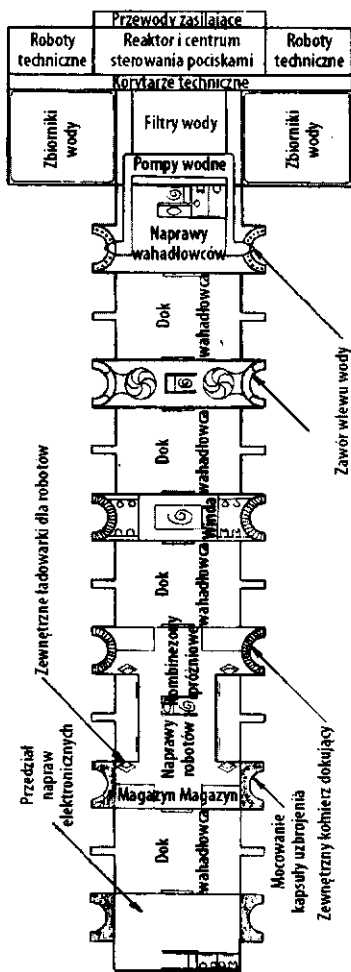 Przewody zasilające
Roboty
techniczne
Reaktor i centrum
sterowania pociskami
Roboty
techniczne
Korytarze techniczne
Zbiorniki
wody
Filtry wody
Zbiorniki
wody
Pompy wodne
Naprawy
wahadłowców
Dok
wahadłowca
Zawór wlewu wody
Dok
wahadłowca
Winda
Dok
wahadłowca
Zewnętrzne ładowarki dla robotów
Kombinezony
próżniowe
Zewnętrzny kołnierz dokujący
Naprawy
robotów
Przedział
napraw
elektronicznych
Magazyn Magazyn
Mocowanie
kapsuły uzbrojenia
Dok
wahadłowca